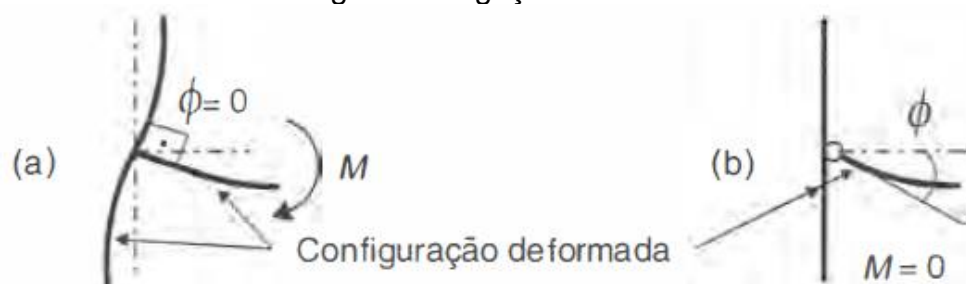 ϕ = 0
(a)
M
Configuração deformada
(b)
ϕ
M = 0